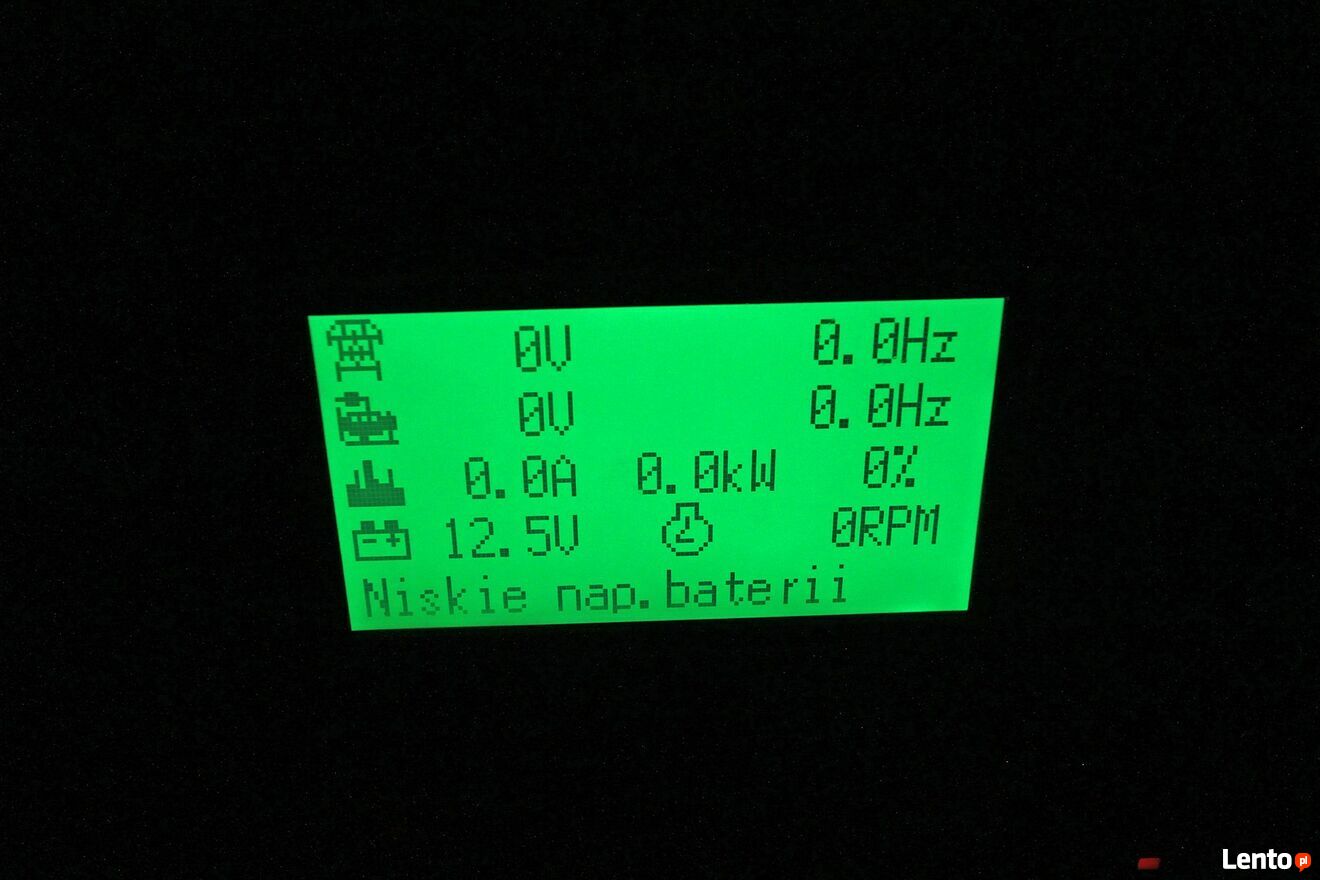 0V 0.0Hz
0V 0.0Hz
0.0A 0.0kW 0%
12.5V 0RPM
Niskie nap.baterii
Lento pl